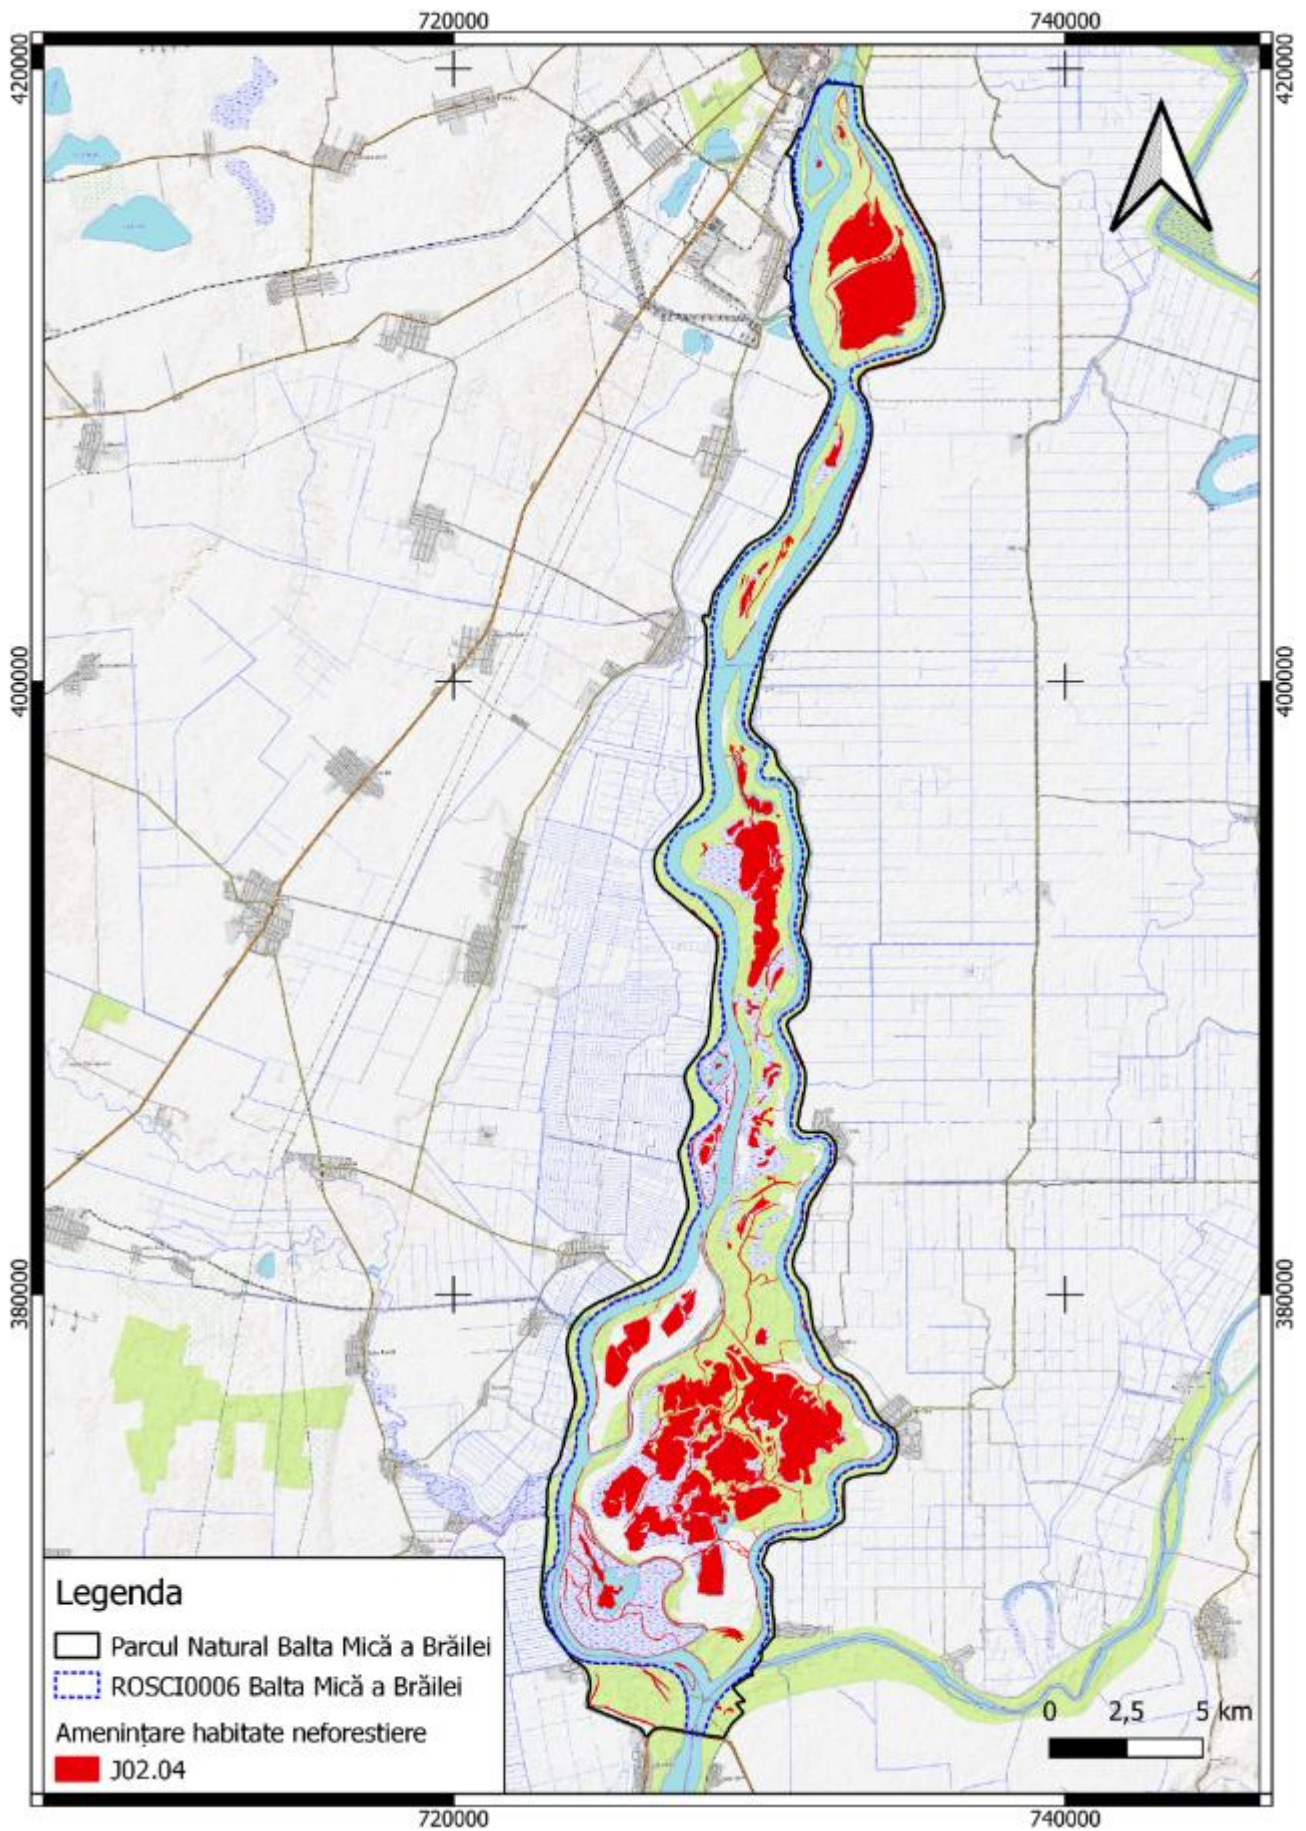 720000
740000
420000
420000
400000
400000
380000
380000
Legenda
Parcul Natural Balta Mică a Brăilei
ROSCI0006 Balta Mică a Brăilei
Amenințare habitate neforestiere
J02.04
0 2,5 5 km
720000
740000